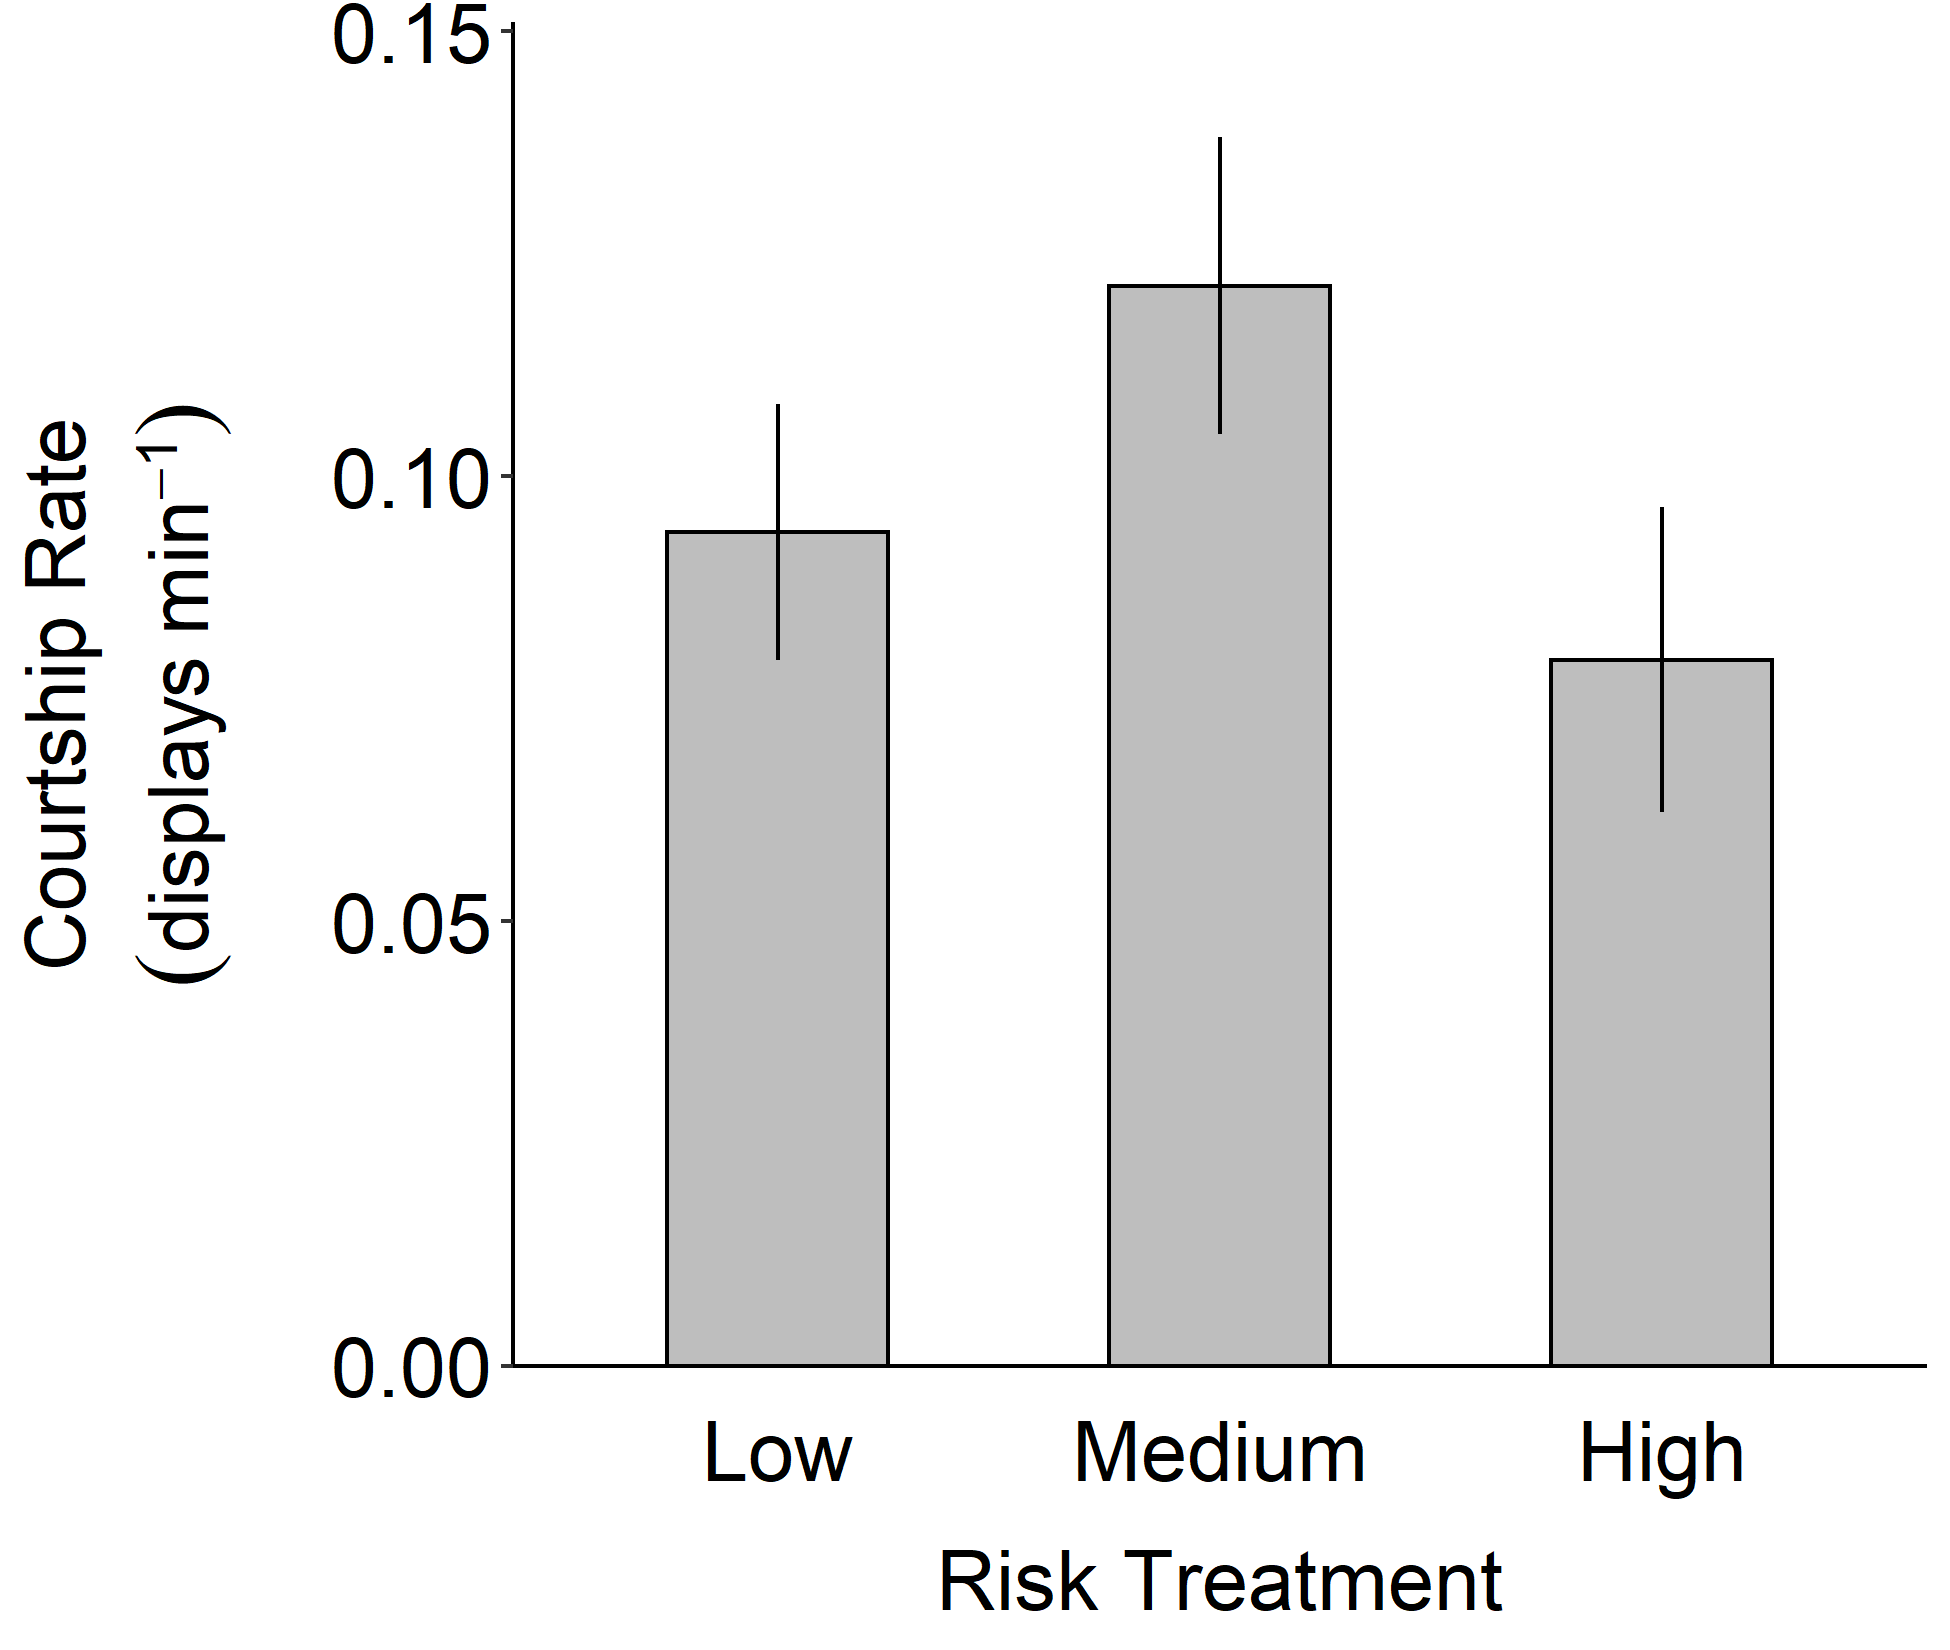 Courtship Rate
(displays min⁻¹)
0.15
0.10
0.05
0.00
Low Medium High
Risk Treatment